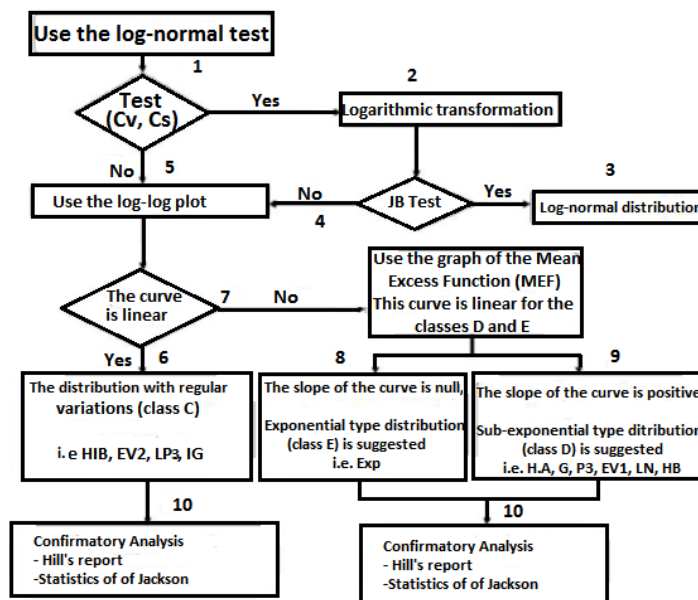 Use the log-normal test
1
2
Test
(Cv, Cs)
Yes
Logarithmic transformation
No
5
3
Use the log-log plot
No
4
JB Test
Yes
Log-normal distribution
The curve
is linear
7
No
Use the graph of the Mean
Excess Function (MEF)
This curve is linear for the
classes D and E
Yes
6
8
9
The distribution with regular
variations (class C)
i.e HIB, EV2, LP3, IG
The slope of the curve is null,
Exponential type distribution
(class E) is suggested
i.e. Exp
The slope of the curve is positive
Sub-exponential type ditribution
(class D) is suggested
i.e. H.A, G, P3, EV1, LN, HB
10
10
Confirmatory Analysis
- Hill's report
-Statistics of of Jackson
Confirmatory Analysis
- Hill's report
-Statistics of of Jackson